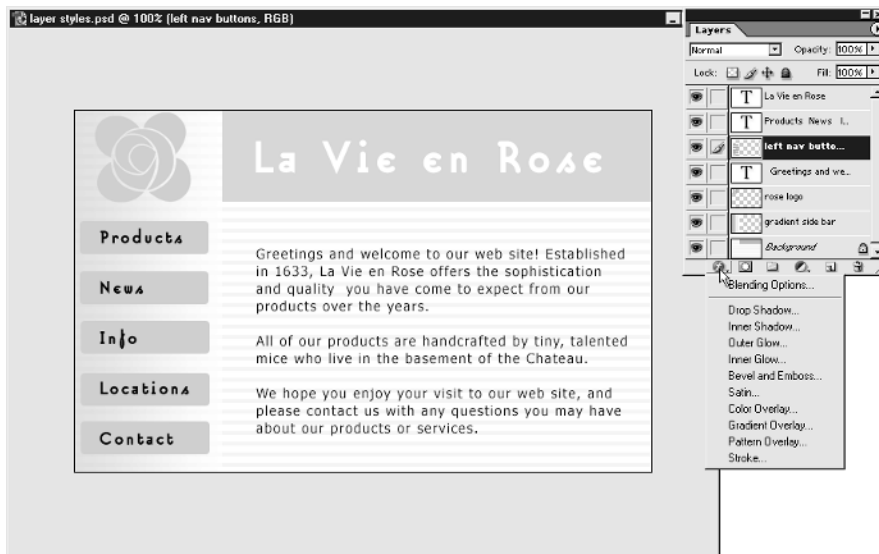 layer styles.psd @ 100% (left nav buttons, RGB)
La Vie en Rose
Products
News
Info
Locations
Contact
Greetings and welcome to our web site! Established
in 1633, La Vie en Rose offers the sophistication
and quality you have come to expect from our
products over the years.
All of our products are handcrafted by tiny, talented
mice who live in the basement of the Chateau.
We hope you enjoy your visit to our web site, and
please contact us with any questions you may have
about our products or services.
Layers
Normal Opacity: 100%
Lock: Fill: 100%
T La Vie en Rose
T Products News I...
left nav butto...
T Greetings and we...
rose logo
gradient side bar
Background
Blending Options...
Drop Shadow...
Inner Shadow...
Outer Glow...
Inner Glow...
Bevel and Emboss...
Satin...
Color Overlay...
Gradient Overlay...
Pattern Overlay...
Stroke...